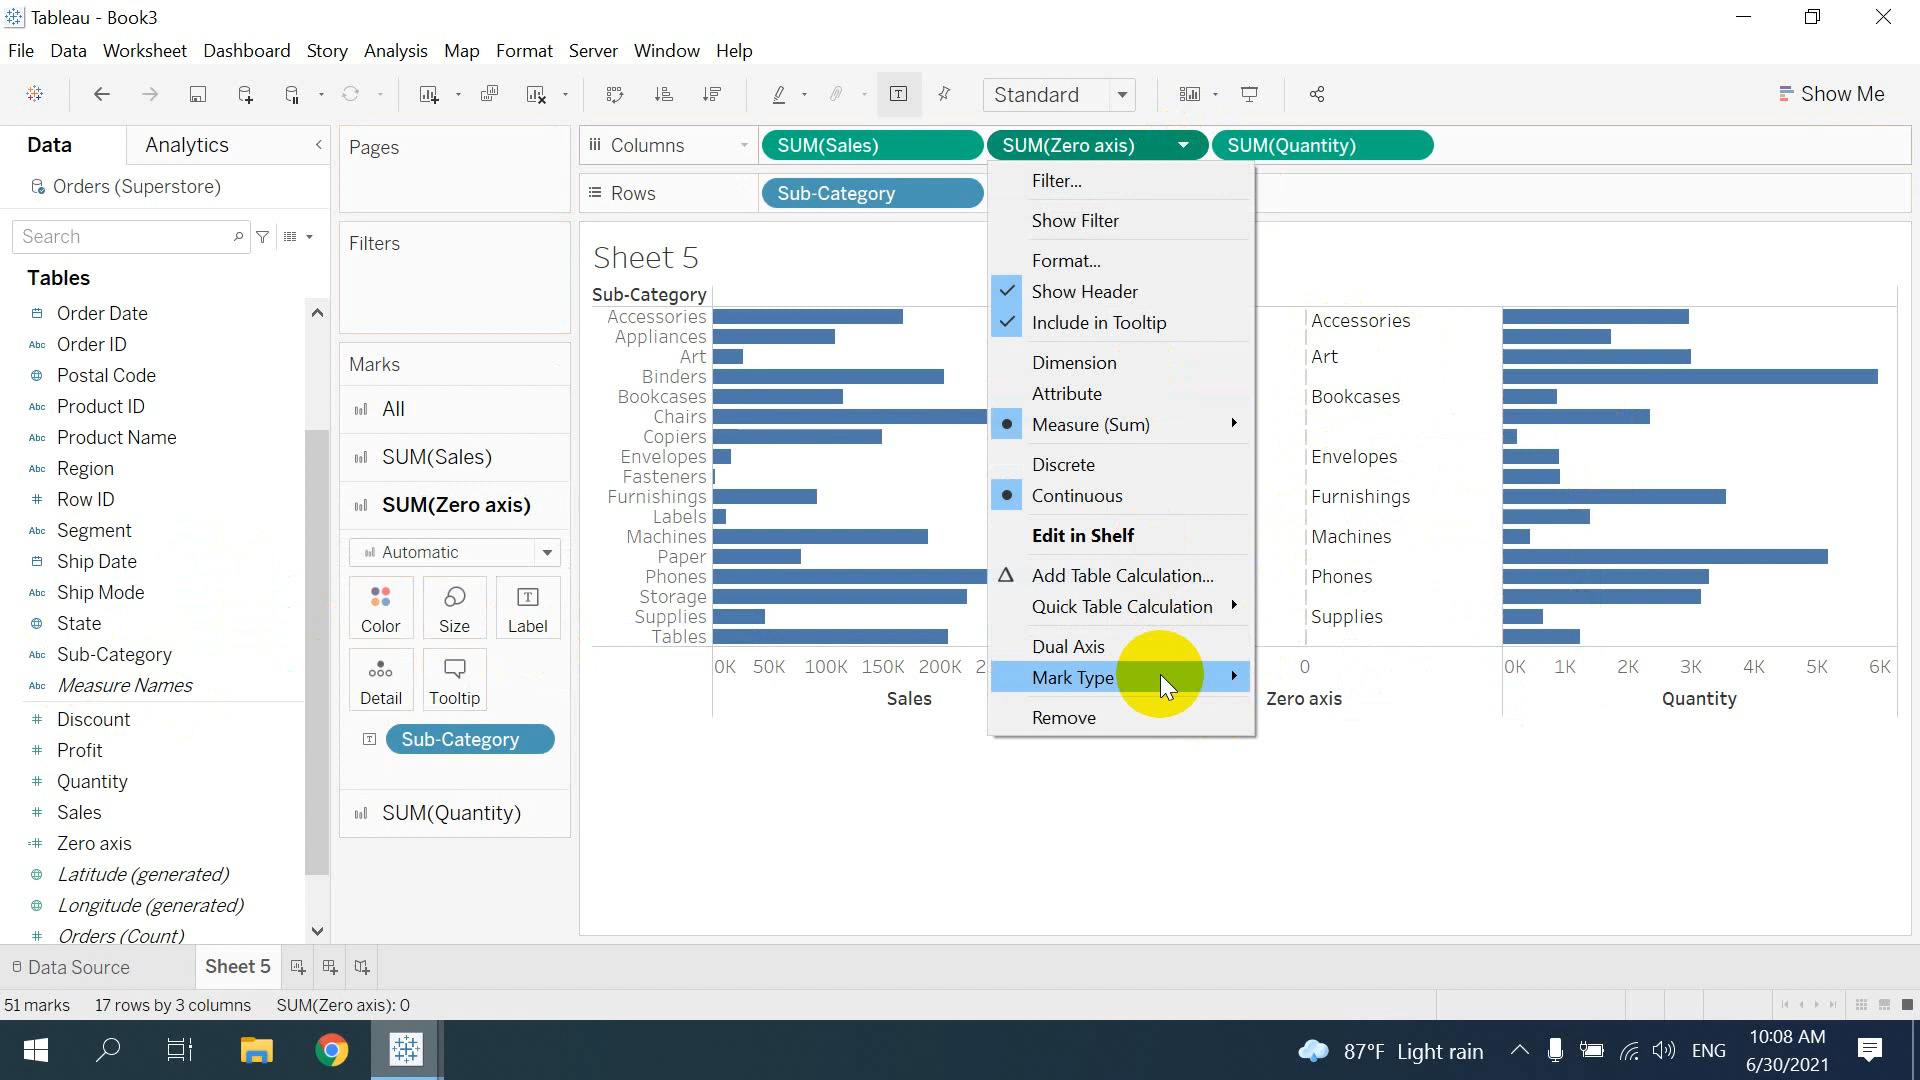 Tableau - Book3
File Data Worksheet Dashboard Story Analysis Map Format Server Window Help
Standard
Show Me
Data
Analytics
Orders (Superstore)
Search
Tables
Order Date
Abc Order ID
Postal Code
Abc Product ID
Abc Product Name
Abc Region
# Row ID
Abc Segment
Ship Date
Abc Ship Mode
State
Abc Sub-Category
Abc Measure Names
# Discount
# Profit
# Quantity
# Sales
=# Zero axis
Latitude (generated)
Longitude (generated)
# Orders (Count)
Pages
Filters
Marks
All
SUM(Sales)
SUM(Zero axis)
Automatic
Color
Size
Label
Detail
Tooltip
Sub-Category
SUM(Quantity)
Columns
SUM(Sales)
SUM(Zero axis)
SUM(Quantity)
Rows
Sub-Category
Sheet 5
Sub-Category
Accessories
Appliances
Art
Binders
Bookcases
Chairs
Copiers
Envelopes
Fasteners
Furnishings
Labels
Machines
Paper
Phones
Storage
Supplies
Tables
0K 50K 100K 150K 200K 2
Sales
Filter...
Show Filter
Format...
Show Header
Include in Tooltip
Dimension
Attribute
Measure (Sum)
Discrete
Continuous
Edit in Shelf
Add Table Calculation...
Quick Table Calculation
Dual Axis
Mark Type
Remove
Accessories
Art
Bookcases
Envelopes
Furnishings
Machines
Phones
Supplies
0
Zero axis
0K 1K 2K 3K 4K 5K 6K
Quantity
Data Source
Sheet 5
51 marks 17 rows by 3 columns SUM(Zero axis): 0
87°F Light rain
ENG
10:08 AM
6/30/2021